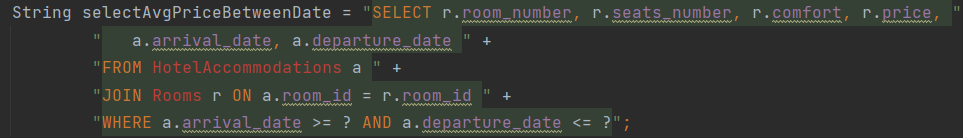 String selectAvgPriceBetweenDate = "SELECT r.room_number, r.seats_number, r.comfort, r.price, "
"   a.arrival_date, a.departure_date " +
"FROM HotelAccommodations a " +
"JOIN Rooms r ON a.room_id = r.room_id " +
"WHERE a.arrival_date >= ? AND a.departure_date <= ?";